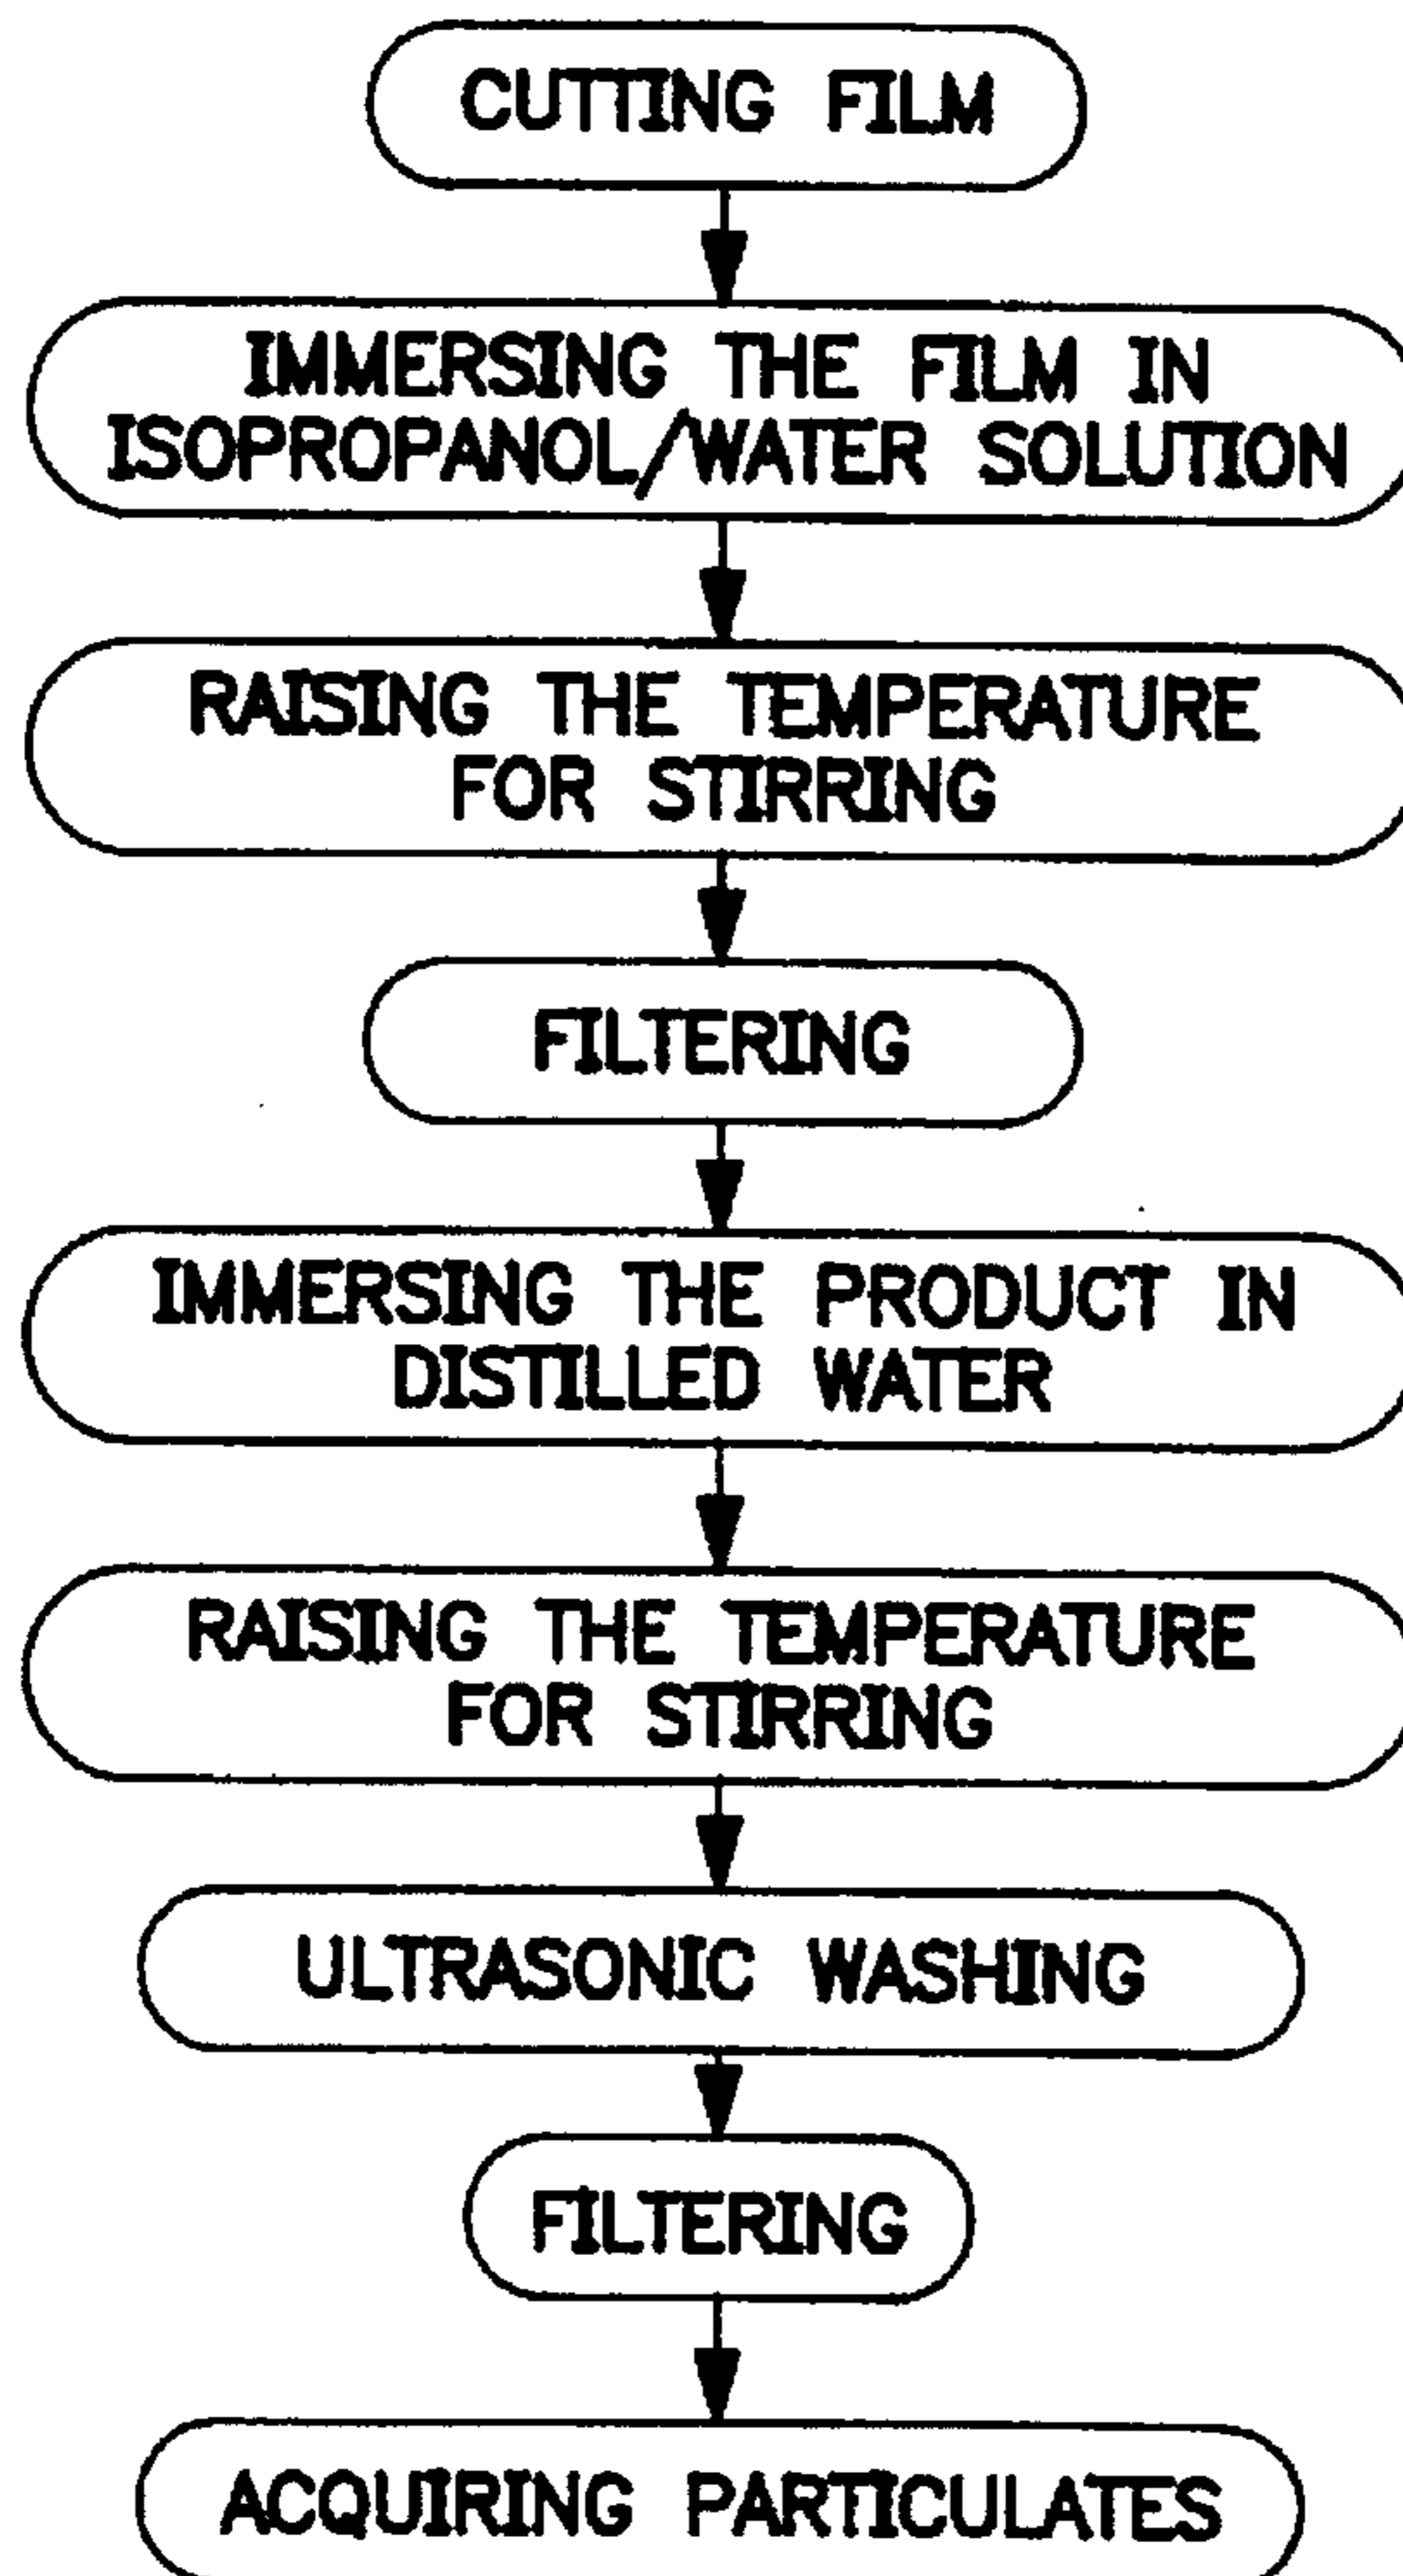 CUTTING FILM
IMMERSING THE FILM IN
ISOPROPANOL/WATER SOLUTION
RAISING THE TEMPERATURE
FOR STIRRING
FILTERING
IMMERSING THE PRODUCT IN
DISTILLED WATER
RAISING THE TEMPERATURE
FOR STIRRING
ULTRASONIC WASHING
FILTERING
ACQUIRING PARTICULATES